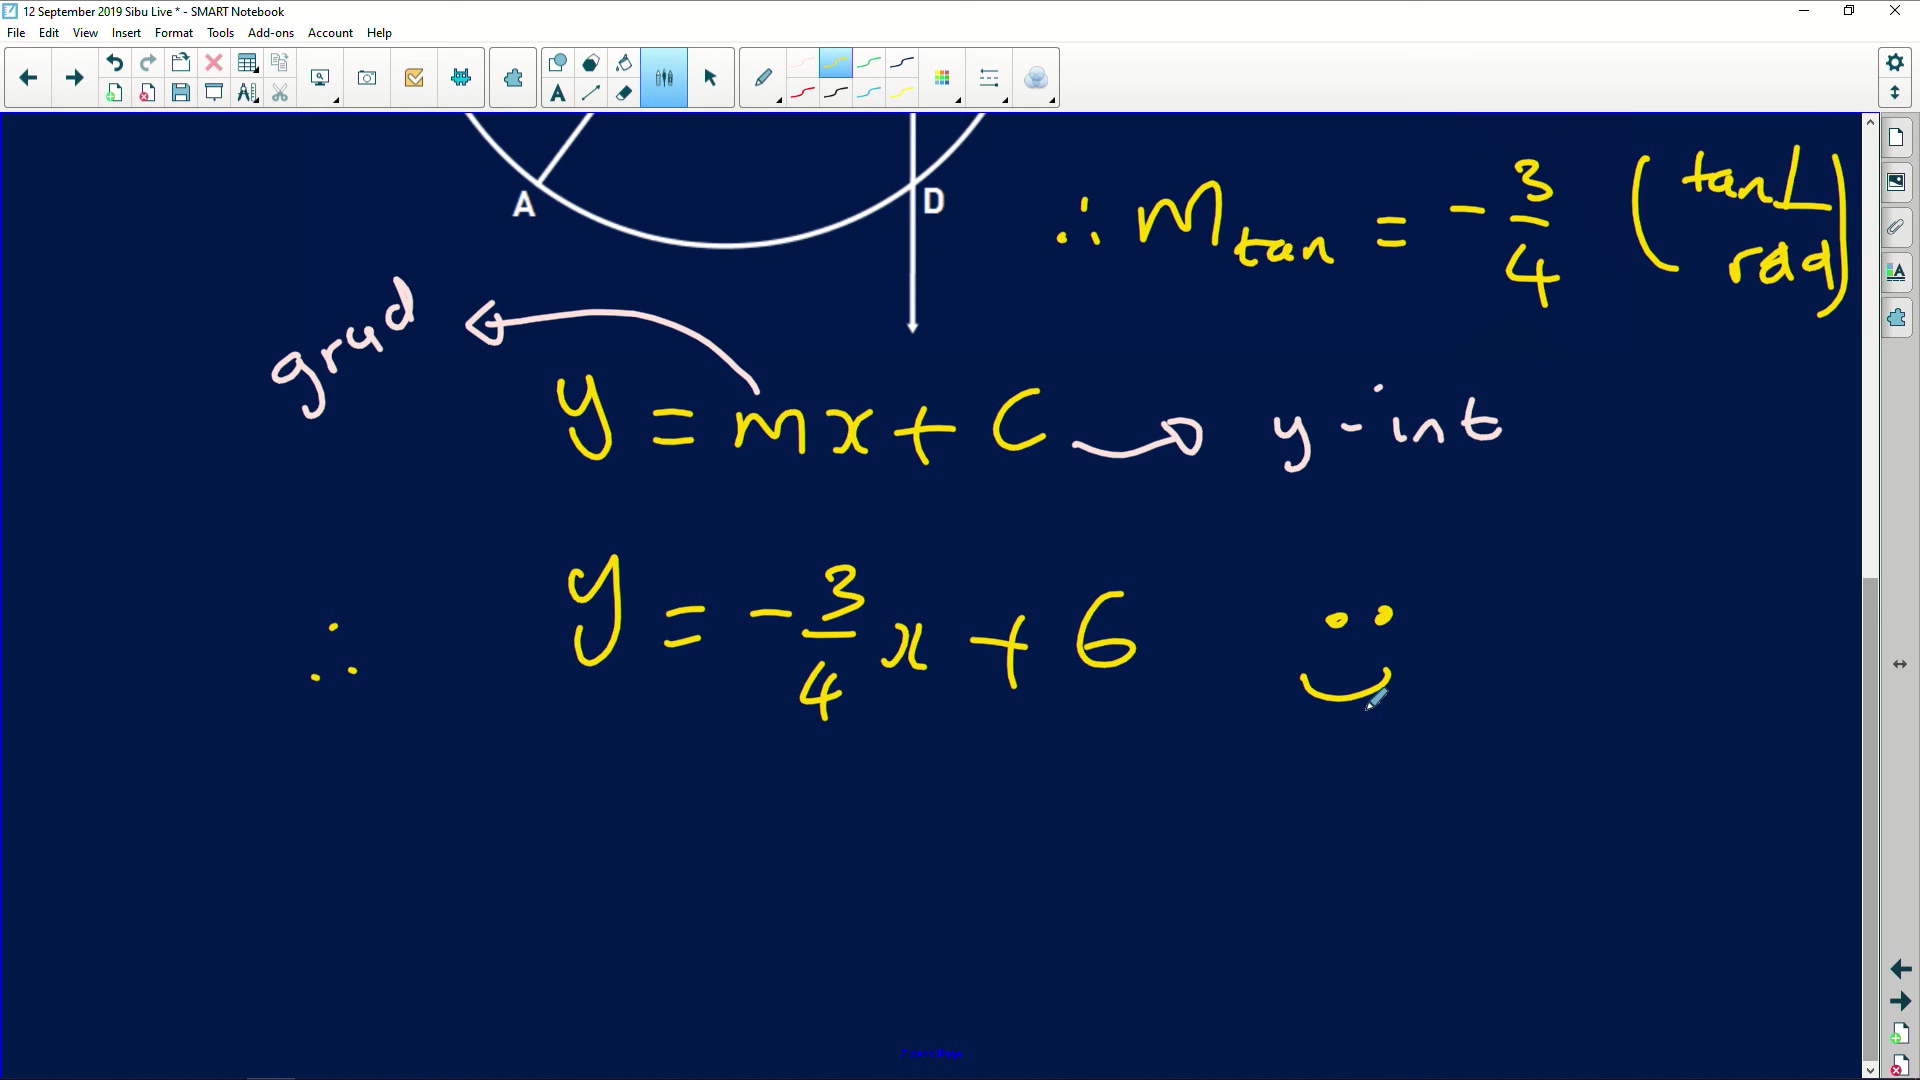 12 September 2019 Sibu Live * - SMART Notebook
File Edit View Insert Format Tools Add-ons Account Help
A
D
∴ m_tan = -3/4 (tan ⊥ rad)
grad
y = mx + c → y-int
∴ y = -3/4 x + 6